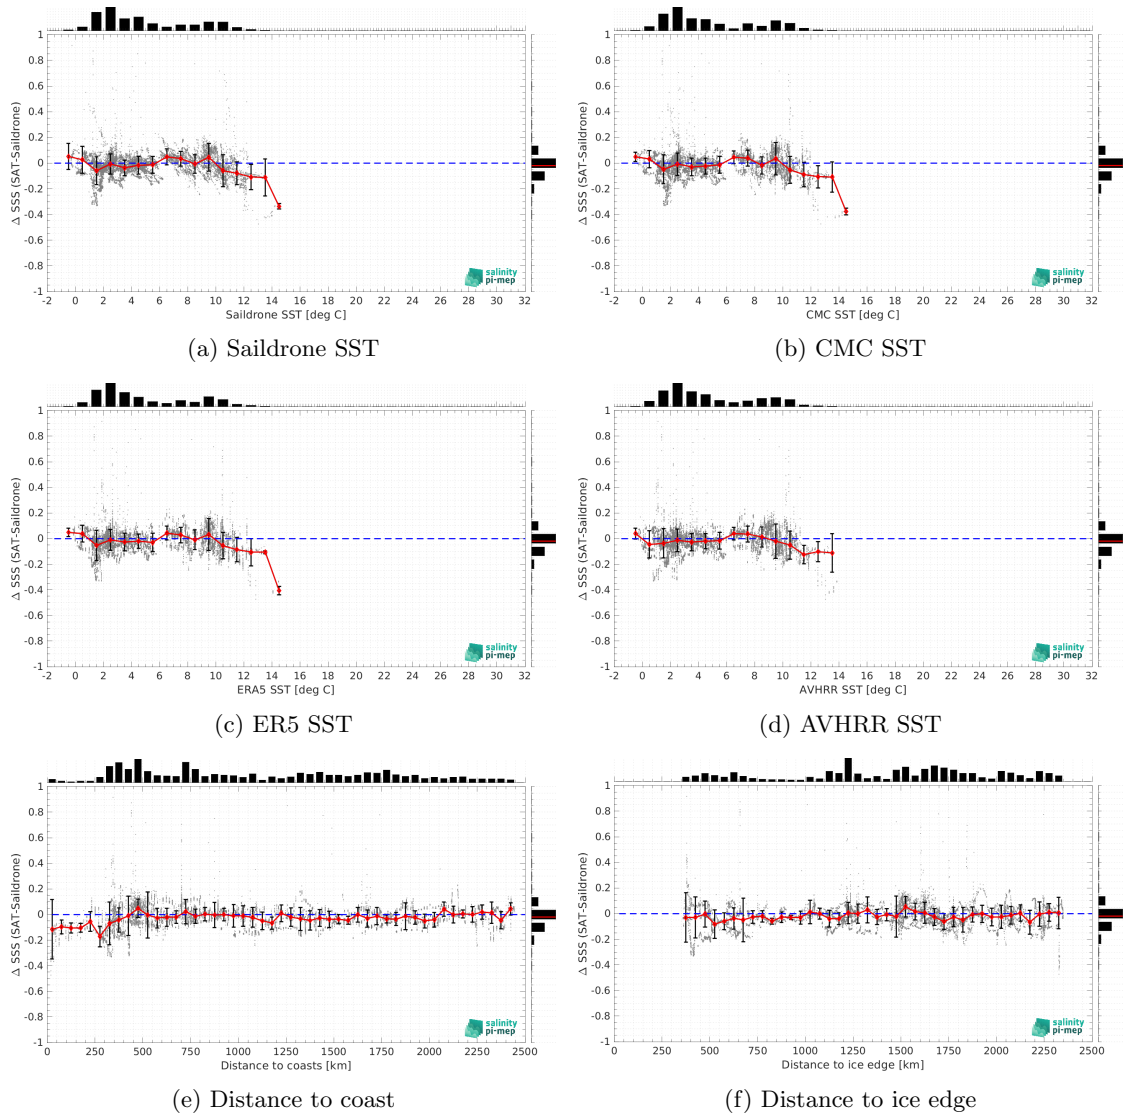 1
0.8
0.6
0.4
0.2
0
-0.2
-0.4
-0.6
-0.8
-1
Δ SSS (SAT-Saildrone)
salinity
pi-mep
-2 0 2 4 6 8 10 12 14 16 18 20 22 24 26 28 30 32
Saildrone SST [deg C]
(a) Saildrone SST
1
0.8
0.6
0.4
0.2
0
-0.2
-0.4
-0.6
-0.8
-1
Δ SSS (SAT-Saildrone)
salinity
pi-mep
-2 0 2 4 6 8 10 12 14 16 18 20 22 24 26 28 30 32
CMC SST [deg C]
(b) CMC SST
1
0.8
0.6
0.4
0.2
0
-0.2
-0.4
-0.6
-0.8
-1
Δ SSS (SAT-Saildrone)
salinity
pi-mep
-2 0 2 4 6 8 10 12 14 16 18 20 22 24 26 28 30 32
ERA5 SST [deg C]
(c) ER5 SST
1
0.8
0.6
0.4
0.2
0
-0.2
-0.4
-0.6
-0.8
-1
Δ SSS (SAT-Saildrone)
salinity
pi-mep
-2 0 2 4 6 8 10 12 14 16 18 20 22 24 26 28 30 32
AVHRR SST [deg C]
(d) AVHRR SST
1
0.8
0.6
0.4
0.2
0
-0.2
-0.4
-0.6
-0.8
-1
Δ SSS (SAT-Saildrone)
salinity
pi-mep
0 250 500 750 1000 1250 1500 1750 2000 2250 2500
Distance to coasts [km]
(e) Distance to coast
1
0.8
0.6
0.4
0.2
0
-0.2
-0.4
-0.6
-0.8
-1
Δ SSS (SAT-Saildrone)
salinity
pi-mep
0 250 500 750 1000 1250 1500 1750 2000 2250 2500
Distance to ice edge [km]
(f) Distance to ice edge